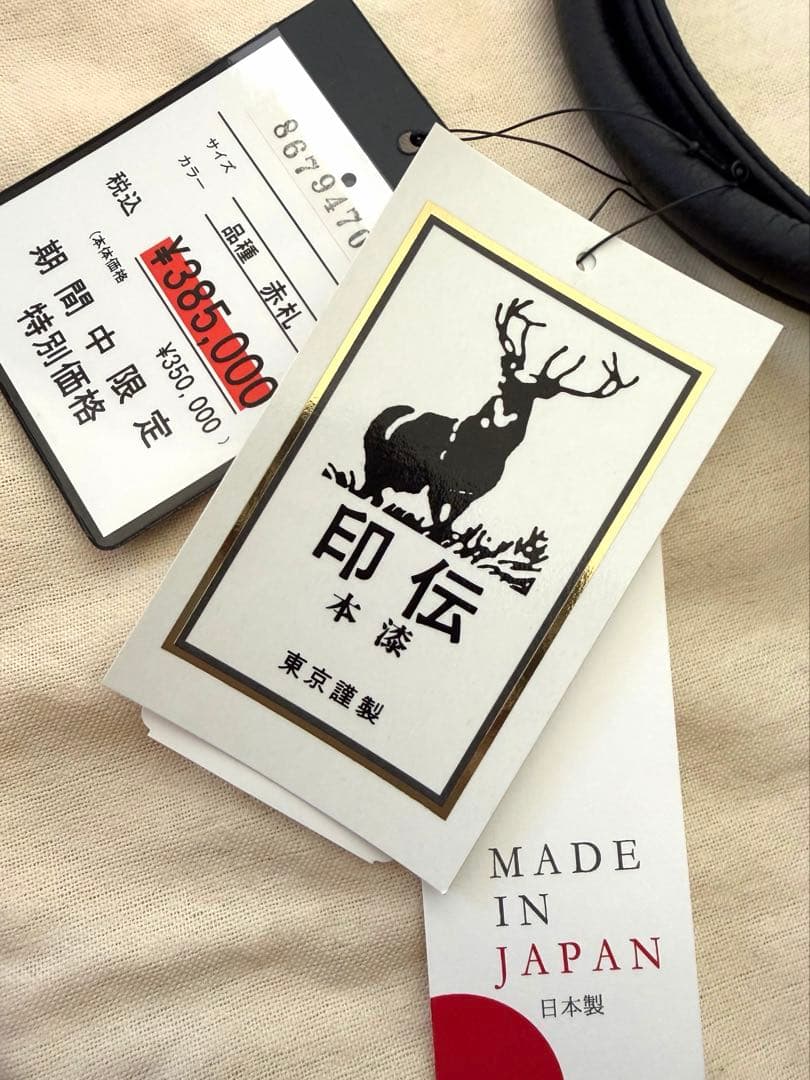 8679470
サイズ
カラー
品種 赤札
税込 ¥385,000
(本体価格 ¥350,000)
期間中限定
特別価格
印伝
本漆
東京謹製
MADE
IN
JAPAN
日本製